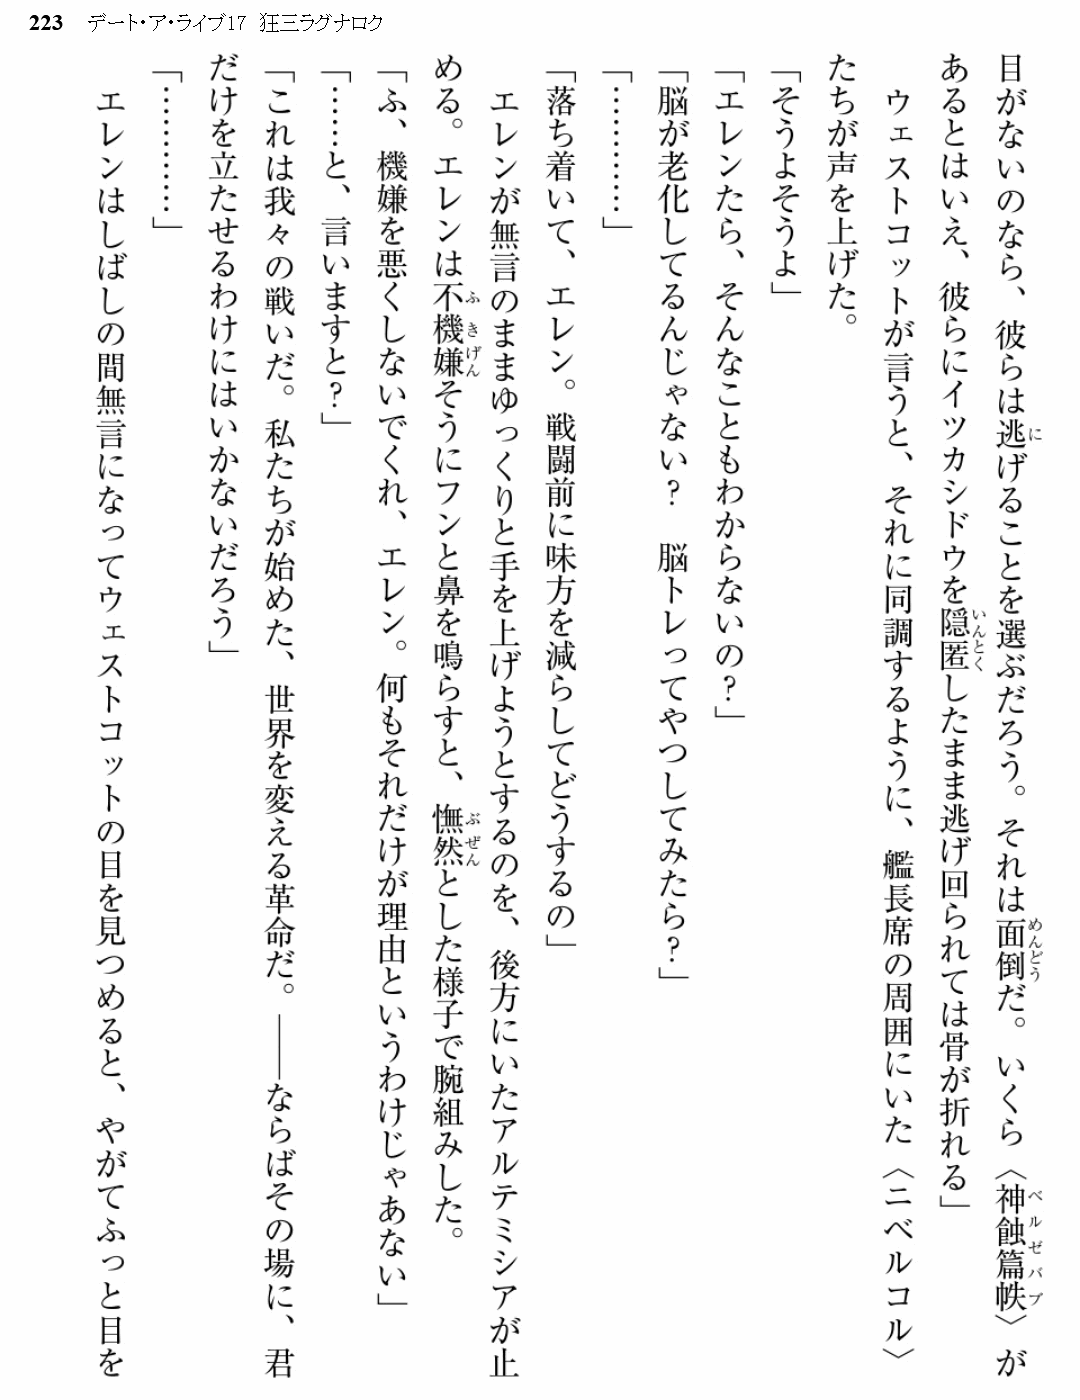 223 デート・ア・ライブ17 狂三ラグナロク
目がないのなら、彼らは逃げることを選ぶだろう。それは面倒だ。いくら〈神蝕篇帙〉が
あるとはいえ、彼らにイツカシドウを隠匿したまま逃げ回られては骨が折れる」
ウェストコットが言うと、それに同調するように、艦長席の周囲にいた〈ニベルコル〉
たちが声を上げた。
「そうよそうよ」
「エレンたら、そんなこともわからないの？」
「脳が老化してるんじゃない？　脳トレってやつしてみたら？」
「…………」
「落ち着いて、エレン。戦闘前に味方を減らしてどうするの」
エレンが無言のままゆっくりと手を上げようとするのを、後方にいたアルテミシアが止
める。エレンは不機嫌そうにフンと鼻を鳴らすと、憮然とした様子で腕組みした。
「ふ、機嫌を悪くしないでくれ、エレン。何もそれだけが理由というわけじゃあない」
「……と、言いますと？」
「これは我々の戦いだ。私たちが始めた、世界を変える革命だ。――ならばその場に、君
だけを立たせるわけにはいかないだろう」
「…………」
エレンはしばしの間無言になってウェストコットの目を見つめると、やがてふっと目を